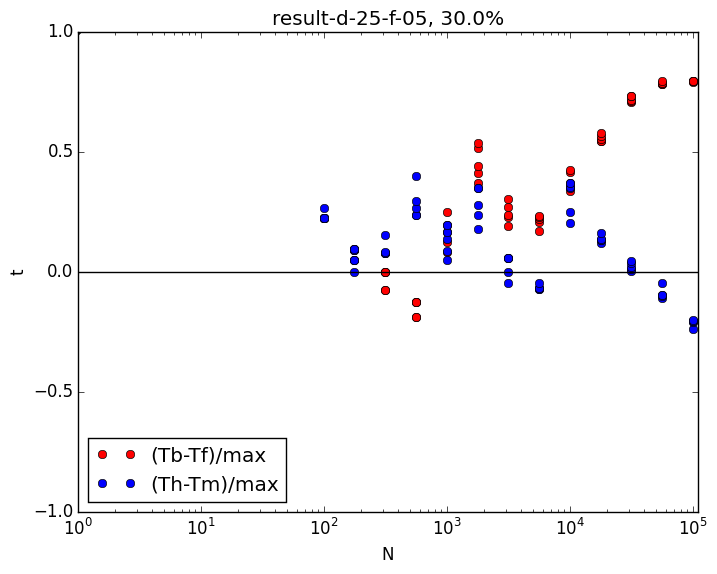 result-d-25-f-05, 30.0%
1.0
0.5
0.0
−0.5
−1.0
t
(Tb-Tf)/max
(Th-Tm)/max
10^0
10^1
10^2
10^3
10^4
10^5
N